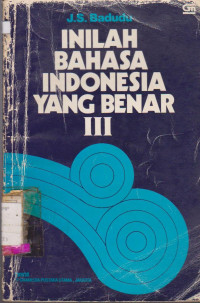 J.S. Badudu
INILAH
BAHASA
INDONESIA
YANG BENAR
III